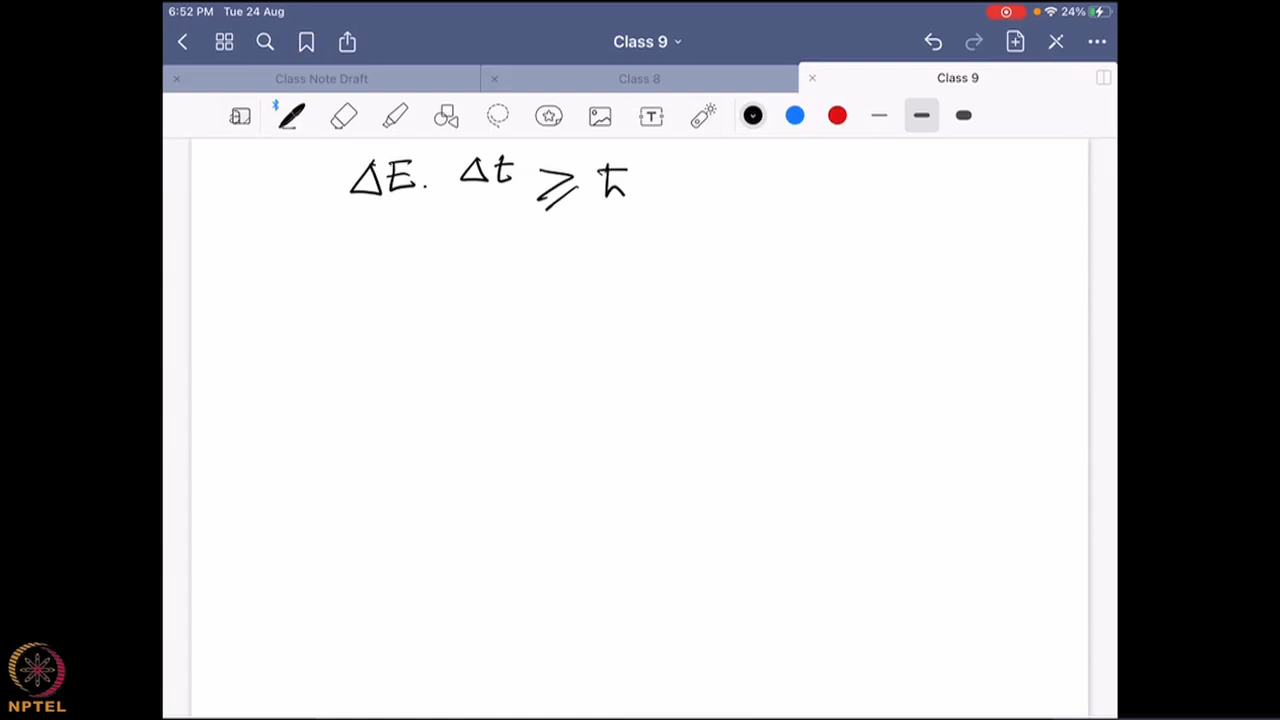 6:52 PM Tue 24 Aug 24%
Class 9
Class Note Draft Class 8 Class 9
T
ΔE. Δt ⩾ ħ
NPTEL